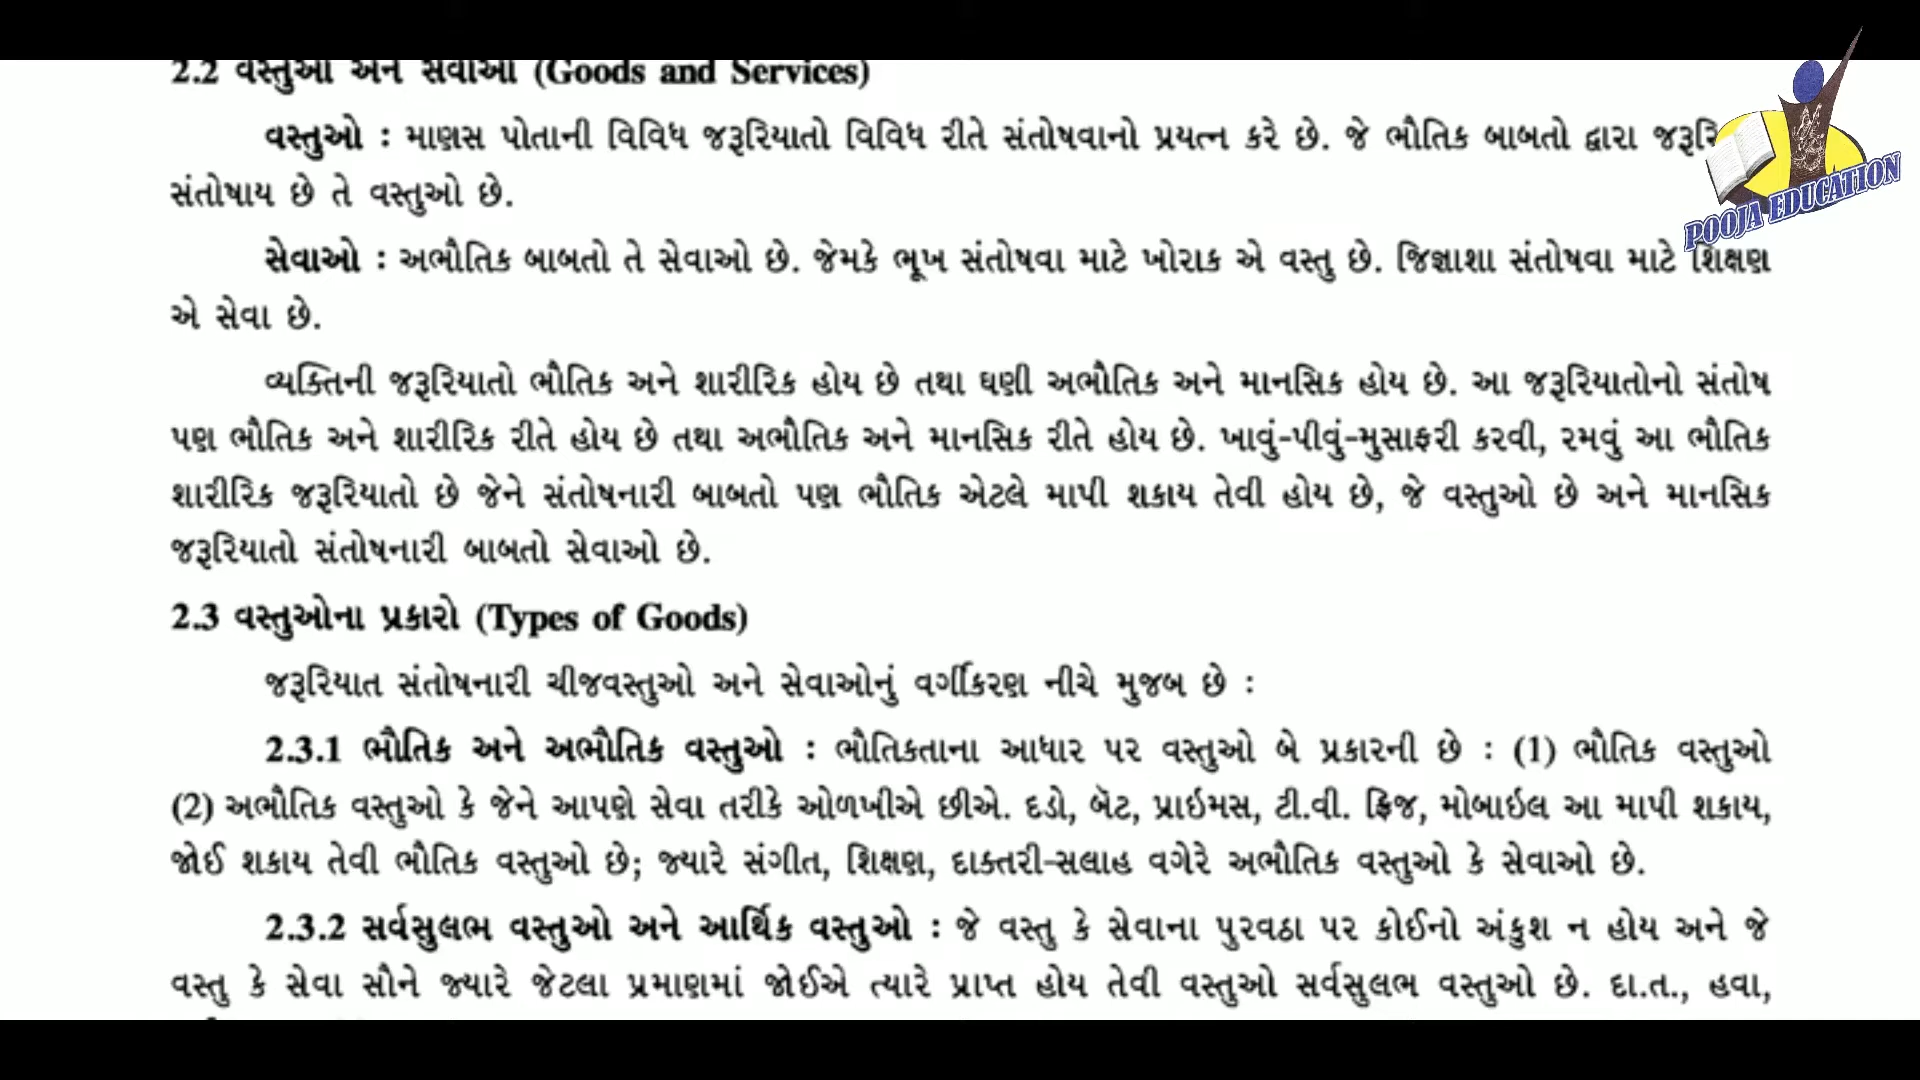 2.2 વસ્તુઓ અને સેવાઓ (Goods and Services)
વસ્તુઓ : માણસ પોતાની વિવિધ જરૂરિયાતો વિવિધ રીતે સંતોષવાનો પ્રયત્ન કરે છે. જે ભૌતિક બાબતો દ્વારા
સંતોષાય છે તે વસ્તુઓ છે.
POOJA EDUCATION
સેવાઓ : અભૌતિક બાબતો તે સેવાઓ છે. જેમકે ભૂખ સંતોષવા માટે ખોરાક એ વસ્તુ છે. જિજ્ઞાશા સંતોષવા માટે શિક્ષણ
એ સેવા છે.
વ્યક્તિની જરૂરિયાતો ભૌતિક અને શારીરિક હોય છે તથા ઘણી અભૌતિક અને માનસિક હોય છે. આ જરૂરિયાતોનો સંતોષ
પણ ભૌતિક અને શારીરિક રીતે હોય છે તથા અભૌતિક અને માનસિક રીતે હોય છે. ખાવું-પીવું-મુસાફરી કરવી, રમવું આ ભૌતિક
શારીરિક જરૂરિયાતો છે જેને સંતોષનારી બાબતો પણ ભૌતિક એટલે માપી શકાય તેવી હોય છે, જે વસ્તુઓ છે અને માનસિક
જરૂરિયાતો સંતોષનારી બાબતો સેવાઓ છે.
2.3 વસ્તુઓના પ્રકારો (Types of Goods)
જરૂરિયાત સંતોષનારી ચીજવસ્તુઓ અને સેવાઓનું વર્ગીકરણ નીચે મુજબ છે :
2.3.1 ભૌતિક અને અભૌતિક વસ્તુઓ : ભૌતિકતાના આધાર પર વસ્તુઓ બે પ્રકારની છે : (1) ભૌતિક વસ્તુઓ
(2) અભૌતિક વસ્તુઓ કે જેને આપણે સેવા તરીકે ઓળખીએ છીએ. દડો, બૅટ, પ્રાઇમસ, ટી.વી. ફ્રિજ, મોબાઇલ આ માપી શકાય,
જોઈ શકાય તેવી ભૌતિક વસ્તુઓ છે; જ્યારે સંગીત, શિક્ષણ, દાક્તરી-સલાહ વગેરે અભૌતિક વસ્તુઓ કે સેવાઓ છે.
2.3.2 સર્વસુલભ વસ્તુઓ અને આર્થિક વસ્તુઓ : જે વસ્તુ કે સેવાના પુરવઠા પર કોઈનો અંકુશ ન હોય અને જે
વસ્તુ કે સેવા સૌને જ્યારે જેટલા પ્રમાણમાં જોઈએ ત્યારે પ્રાપ્ત હોય તેવી વસ્તુઓ સર્વસુલભ વસ્તુઓ છે. દા.ત., હવા,